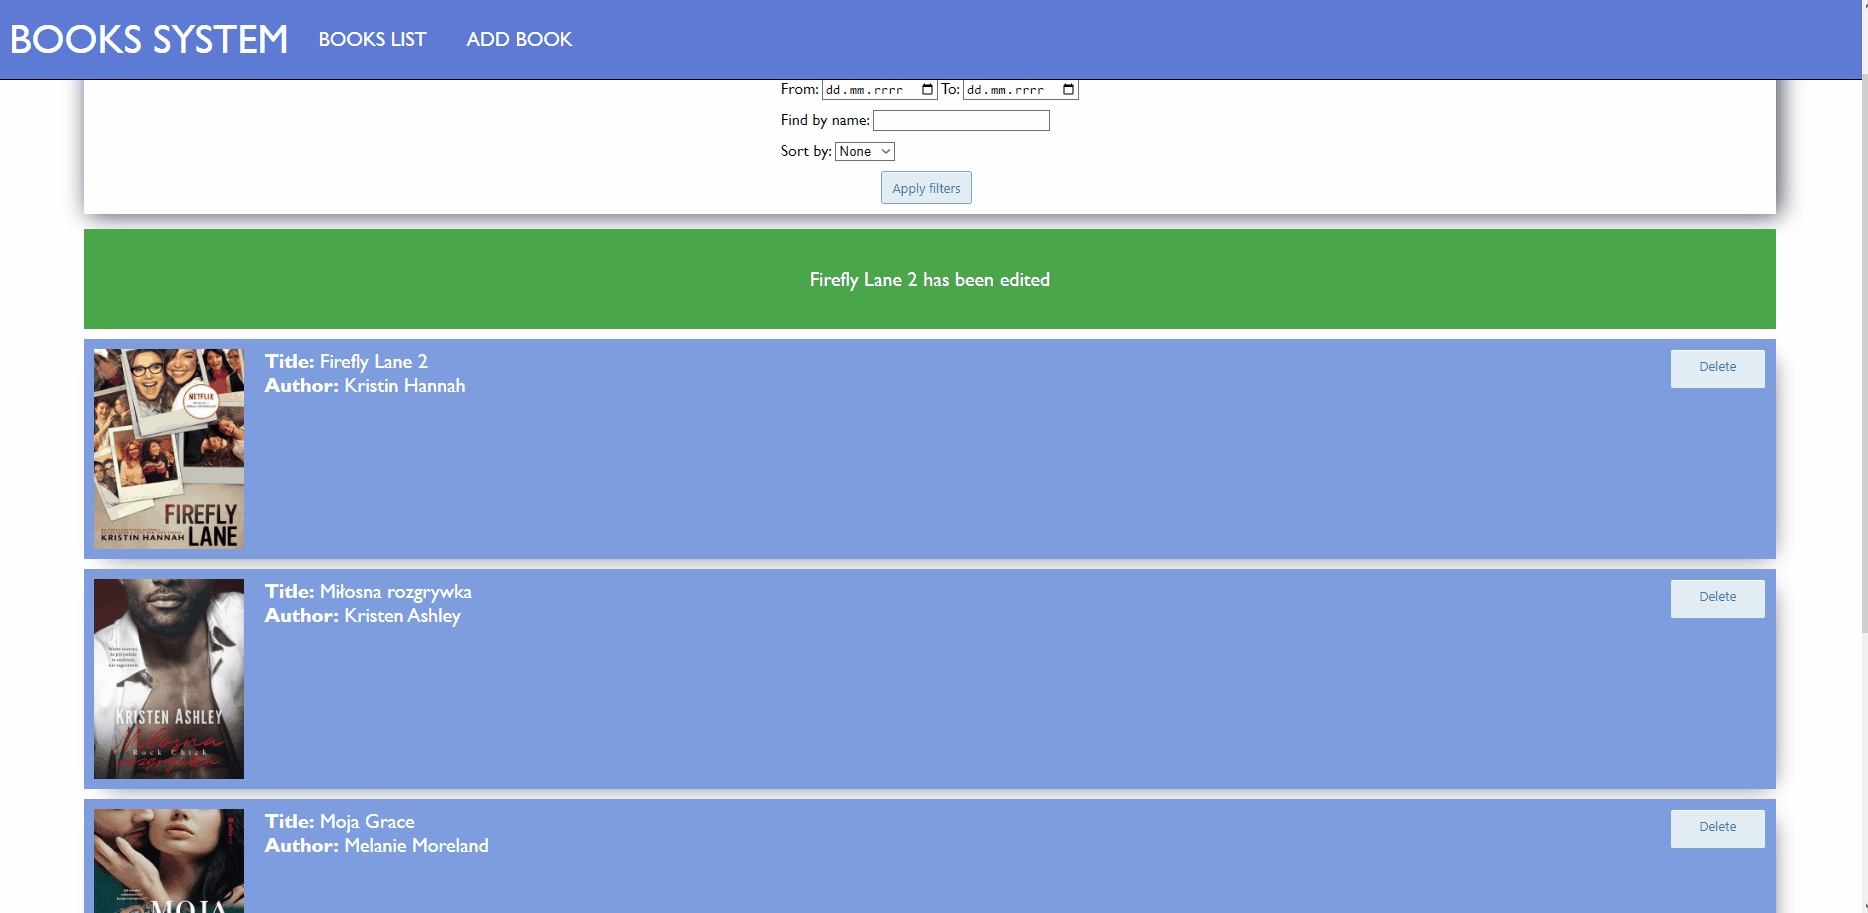 BOOKS SYSTEM BOOKS LIST ADD BOOK
From: dd.mm.rrrr To: dd.mm.rrrr
Find by name:
Sort by: None
Apply filters
Firefly Lane 2 has been edited
Title: Firefly Lane 2
Author: Kristin Hannah
Delete
NETFLIX
FIREFLY
LANE
KRISTIN HANNAH
Title: Miłosna rozgrywka
Author: Kristen Ashley
Delete
KRISTEN ASHLEY
Miłosna
Rock Chick
rozgrywka
Title: Moja Grace
Author: Melanie Moreland
Delete
MOJA